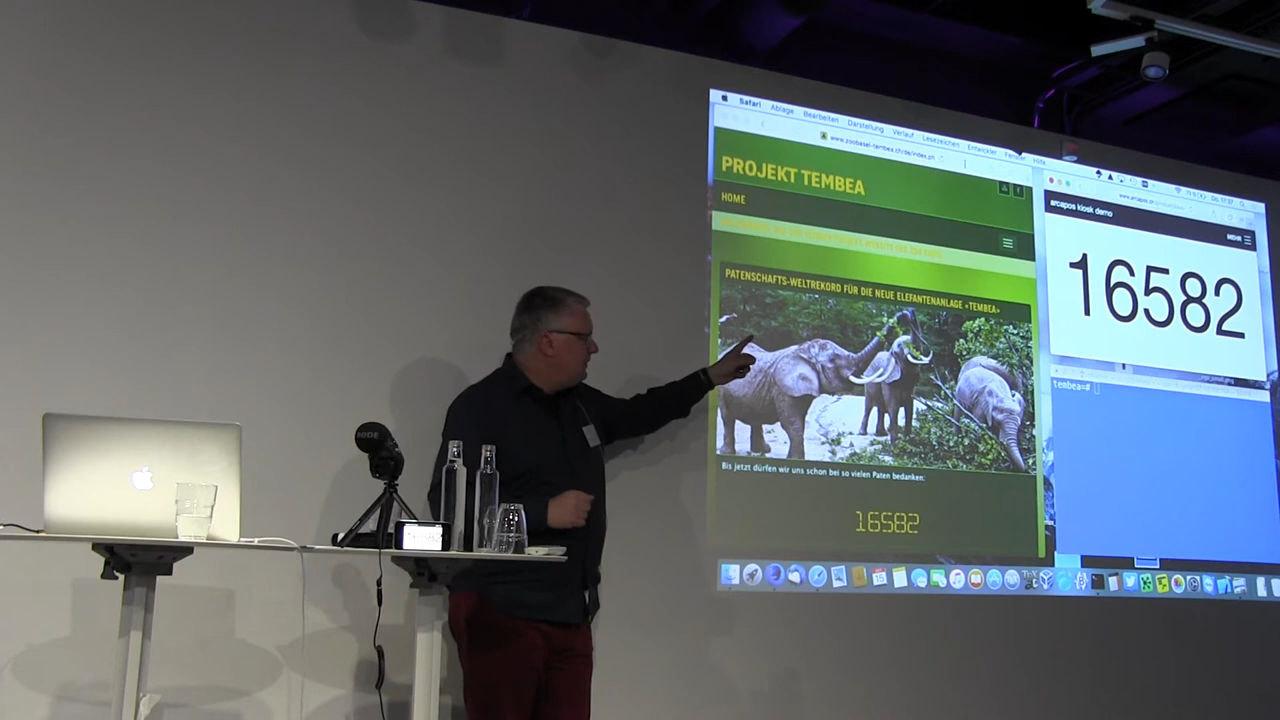 Safari Ablage Bearbeiten Darstellung Verlauf Lesezeichen Entwickler Fenster Hilfe
www.zoobasel-tembea.ch/de/index.ph
PROJEKT TEMBEA
HOME
PATENSCHAFTS-WELTREKORD FÜR DIE NEUE ELEFANTENANLAGE «TEMBEA»
Bis jetzt dürfen wir uns schon bei so vielen Paten bedanken:
16582
arcapos kiosk demo
MEHR
16582
tembea=#
RØDE
16582